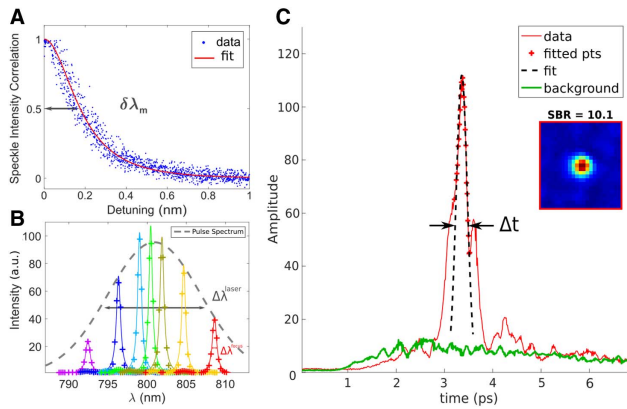 A
Speckle Intensity Correlation
1
0.5
0
data
fit
δλm
0 0.2 0.4 0.6 0.8 1
Detuning (nm)
B
Intensity (a.u.)
100
80
60
40
20
Pulse Spectrum
Δλlaser
790 795 800 805 810
λ (nm)
C
Amplitude
120
100
80
60
40
20
0
data
fitted pts
fit
background
SBR = 10.1
Δt
1 2 3 4 5 6
time (ps)